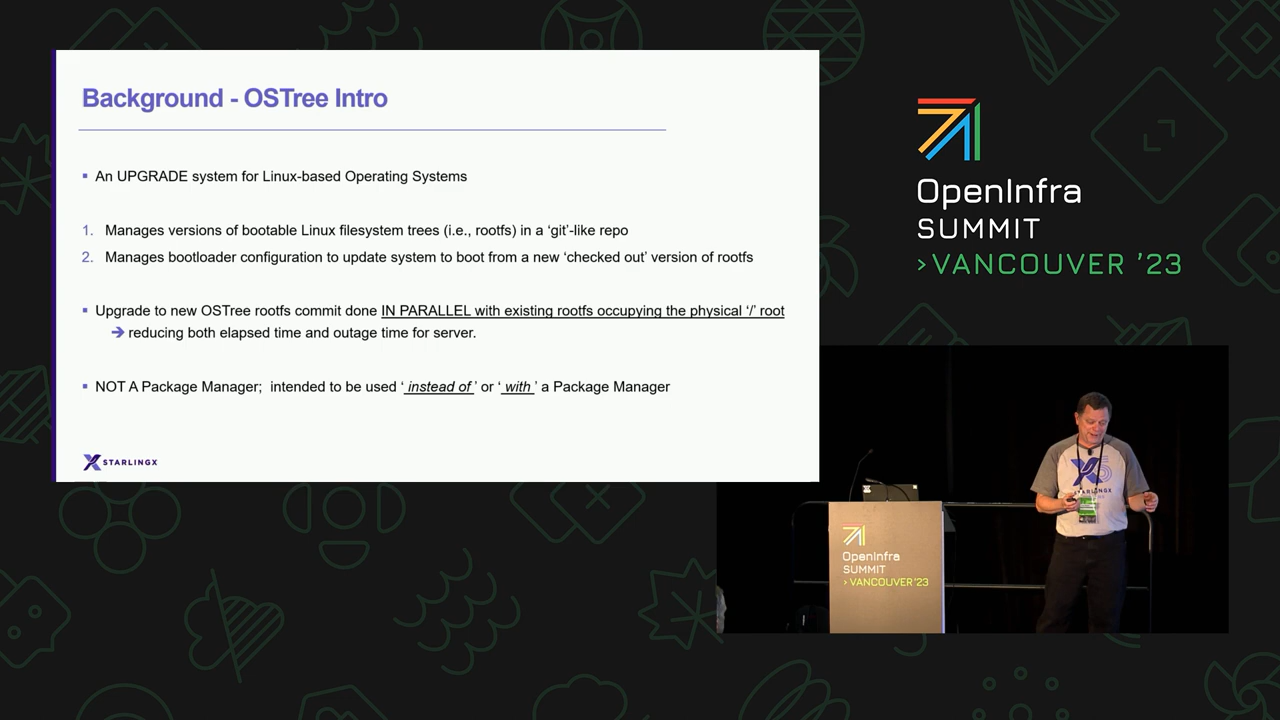 Background - OSTree Intro
▪ An UPGRADE system for Linux-based Operating Systems
1. Manages versions of bootable Linux filesystem trees (i.e., rootfs) in a ‘git’-like repo
2. Manages bootloader configuration to update system to boot from a new ‘checked out’ version of rootfs
▪ Upgrade to new OSTree rootfs commit done IN PARALLEL with existing rootfs occupying the physical ‘/’ root
➔ reducing both elapsed time and outage time for server.
▪ NOT A Package Manager;  intended to be used ‘ instead of ’ or ‘ with ’ a Package Manager
STARLINGX
OpenInfra
SUMMIT
›VANCOUVER ’23
OpenInfra
SUMMIT
› VANCOUVER ’23
STARLINGX